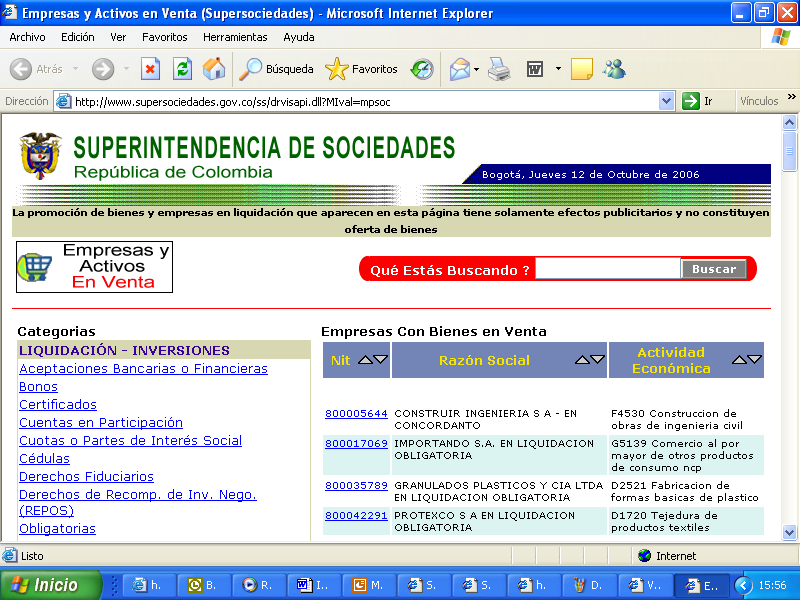 Empresas y Activos en Venta (Supersociedades) - Microsoft Internet Explorer
Archivo Edición Ver Favoritos Herramientas Ayuda
Atrás Búsqueda Favoritos
Dirección http://www.supersociedades.gov.co/ss/drvisapi.dll?MIval=mpsoc Ir Vínculos »
SUPERINTENDENCIA DE SOCIEDADES
República de Colombia
Bogotá, Jueves 12 de Octubre de 2006
La promoción de bienes y empresas en liquidación que aparecen en esta página tiene solamente efectos publicitarios y no constituyen
oferta de bienes
Empresas y
Activos
En Venta
Qué Estás Buscando ? Buscar
Categorias
LIQUIDACIÓN - INVERSIONES
Aceptaciones Bancarias o Financieras
Bonos
Certificados
Cuentas en Participación
Cuotas o Partes de Interés Social
Cédulas
Derechos Fiduciarios
Derechos de Recomp. de Inv. Nego.
(REPOS)
Obligatorias
Empresas Con Bienes en Venta
Nit Razón Social Actividad
Económica
800005644 CONSTRUIR INGENIERIA S A - EN F4530 Construccion de
CONCORDANTO obras de ingenieria civil
800017069 IMPORTANDO S.A. EN LIQUIDACION G5139 Comercio al por
OBLIGATORIA mayor de otros productos
de consumo ncp
800035789 GRANULADOS PLASTICOS Y CIA LTDA D2521 Fabricacion de
EN LIQUIDACION OBLIGATORIA formas basicas de plastico
800042291 PROTEXCO S A EN LIQUIDACION D1720 Tejedura de
OBLIGATORIA productos textiles
Listo Internet
Inicio h. B. R. I.. M. S. S. h. D. V.. E.. 15:56